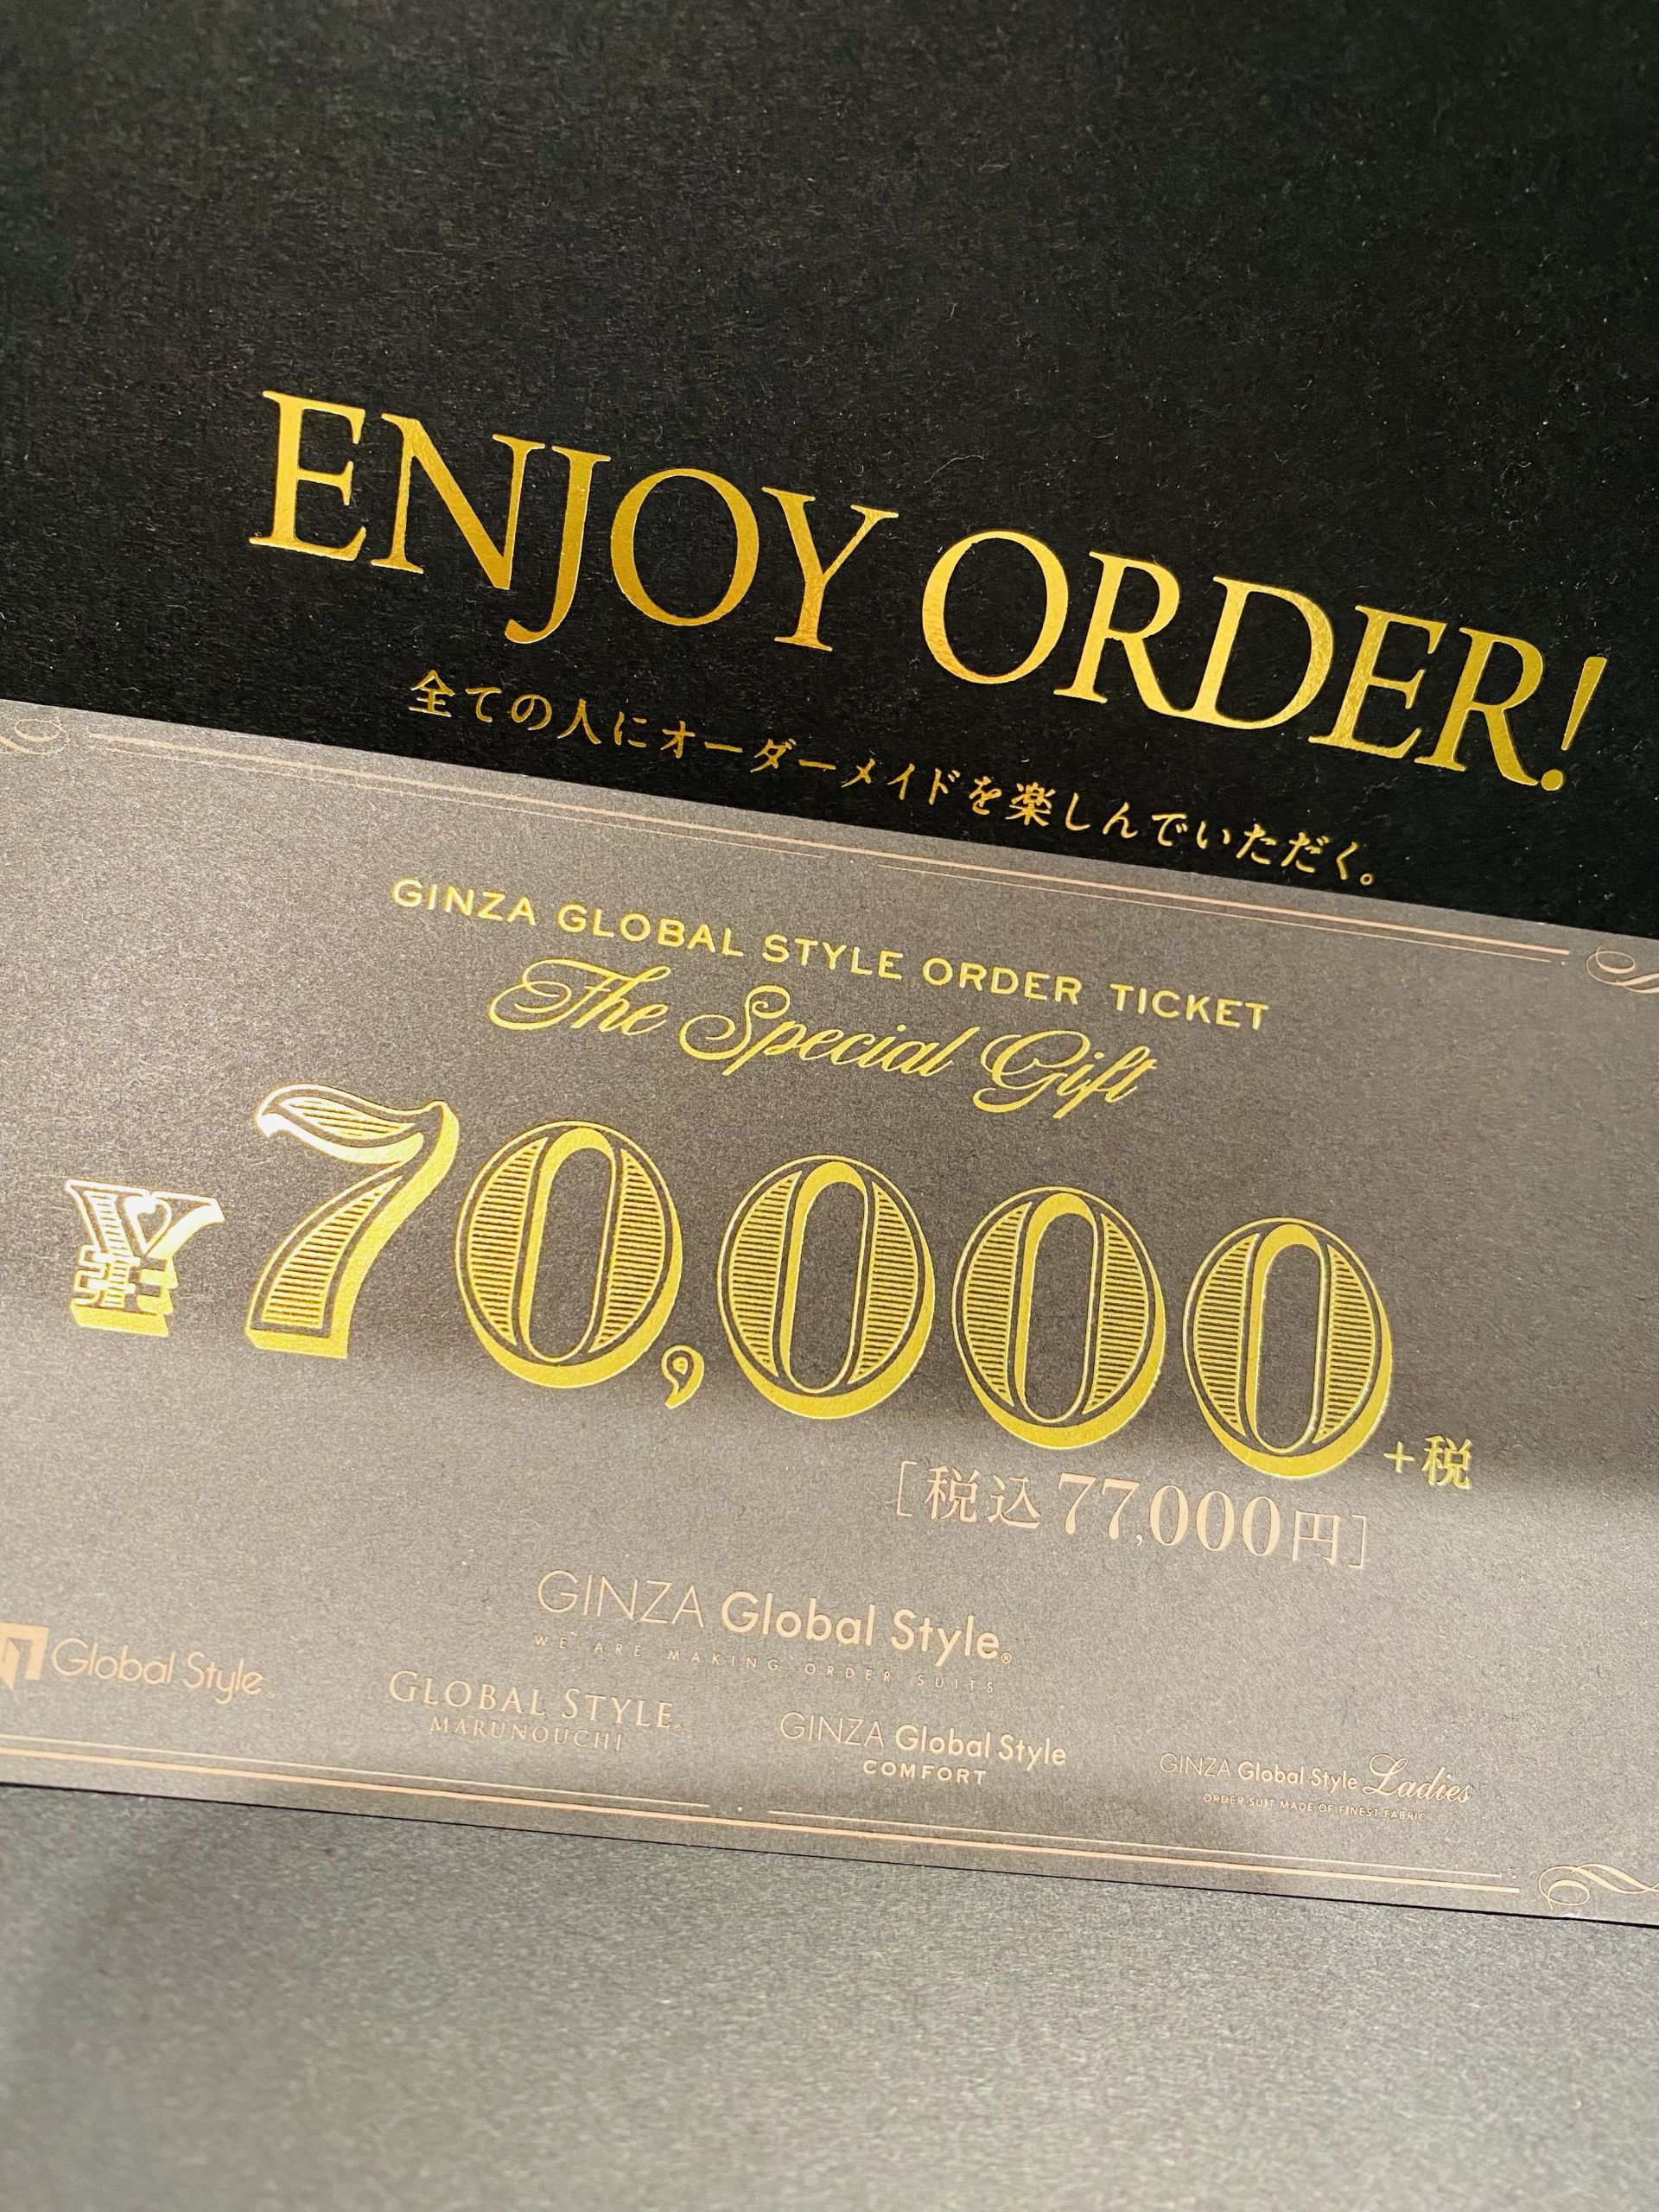 ENJOY ORDER!
全ての人にオーダーメイドを楽しんでいただく。
GINZA GLOBAL STYLE ORDER TICKET
The Special Gift
¥70,000+税
[税込77,000円]
GINZA Global Style®
WE ARE MAKING ORDER SUITS
Global Style®
GLOBAL STYLE®
MARUNOUCHI
GINZA Global Style
COMFORT
GINZA Global Style Ladies
ORDER SUIT MADE OF FINEST FABRIC